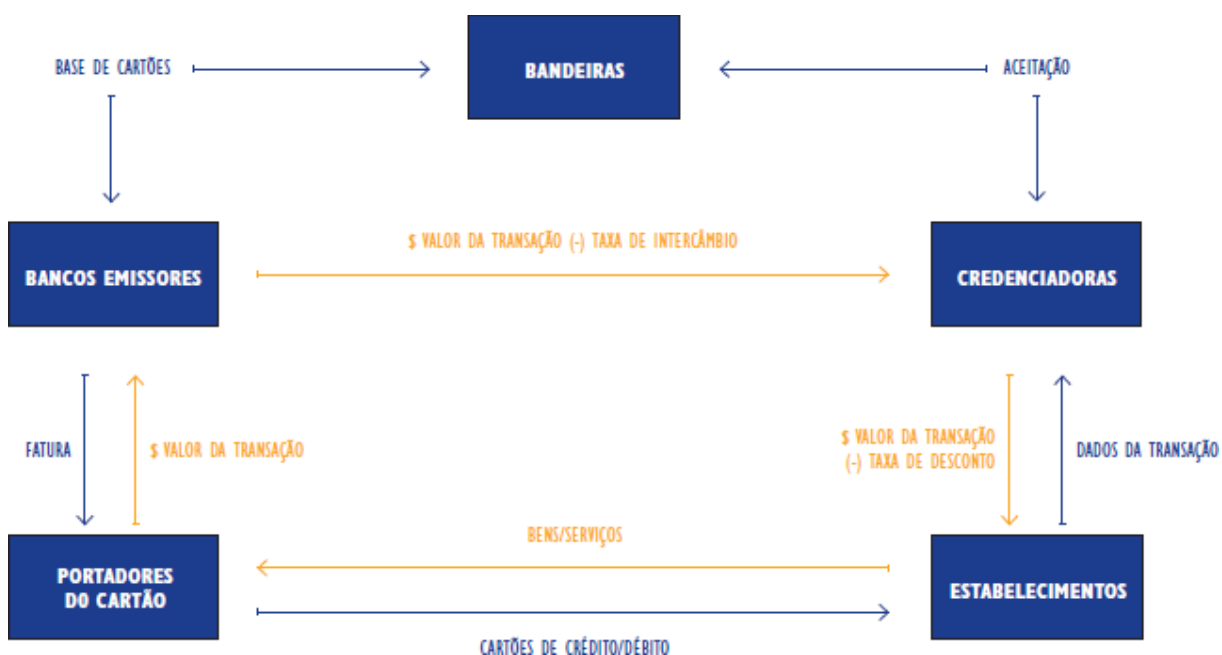 BASE DE CARTÕES
BANDEIRAS
ACEITAÇÃO
$ VALOR DA TRANSAÇÃO (-) TAXA DE INTERCÂMBIO
BANCOS EMISSORES
CREDENCIADORAS
FATURA
$ VALOR DA TRANSAÇÃO
$ VALOR DA TRANSAÇÃO
(-) TAXA DE DESCONTO
DADOS DA TRANSAÇÃO
BENS/SERVIÇOS
PORTADORES
DO CARTÃO
ESTABELECIMENTOS
CARTÕES DE CRÉDITO/DÉBITO